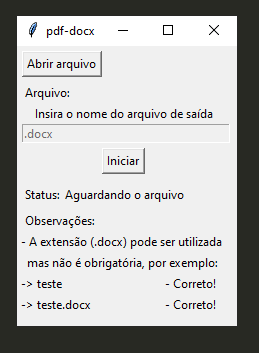 pdf-docx
Abrir arquivo
Arquivo:
Insira o nome do arquivo de saída
.docx
Iniciar
Status: Aguardando o arquivo
Observações:
- A extensão (.docx) pode ser utilizada
mas não é obrigatória, por exemplo:
-> teste - Correto!
-> teste.docx - Correto!